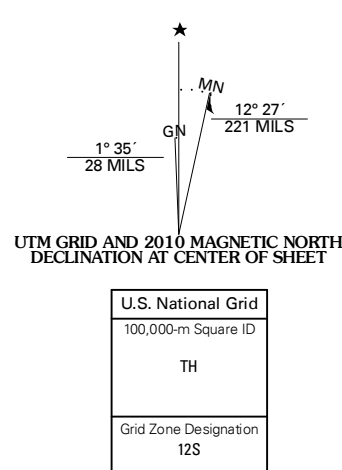 ★
MN
12° 27´
221 MILS
GN
1° 35´
28 MILS
UTM GRID AND 2010 MAGNETIC NORTH
DECLINATION AT CENTER OF SHEET
U.S. National Grid
100,000-m Square ID
TH
Grid Zone Designation
12S